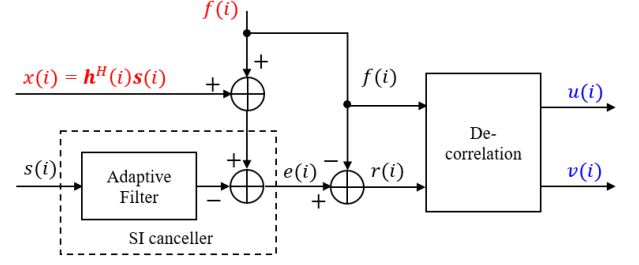 f(i)
+
x(i) = h^H(i)s(i)
+
f(i)
u(i)
De-
correlation
s(i)
Adaptive
Filter
+
−
e(i)
−
+
r(i)
v(i)
SI canceller